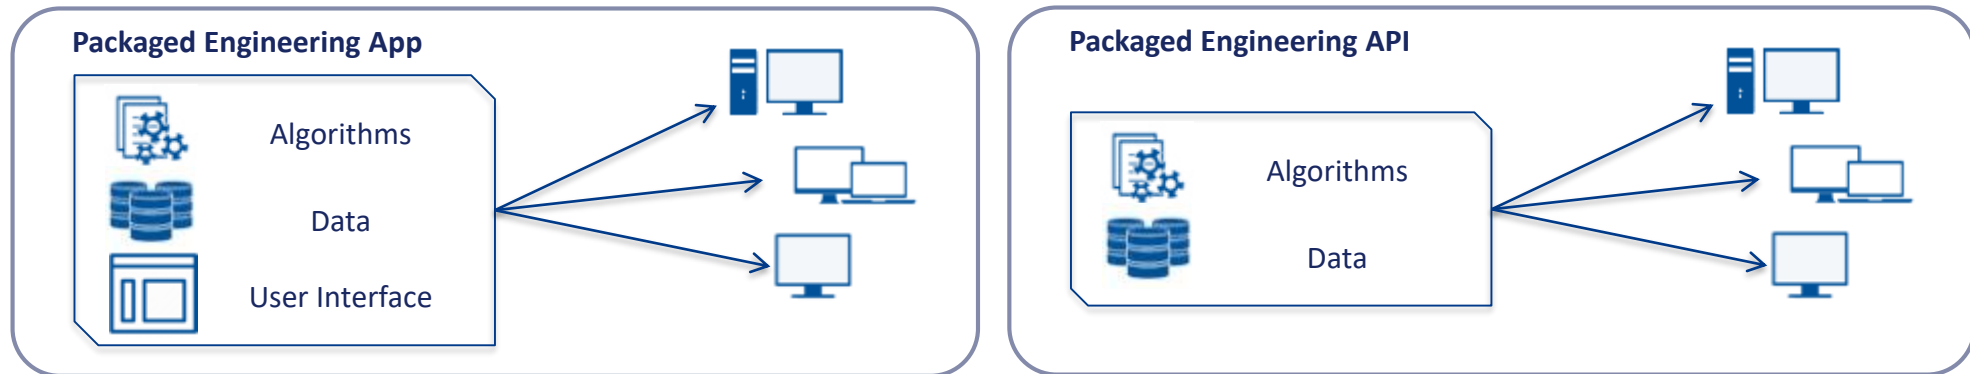 Packaged Engineering App
Algorithms
Data
User Interface
Packaged Engineering API
Algorithms
Data